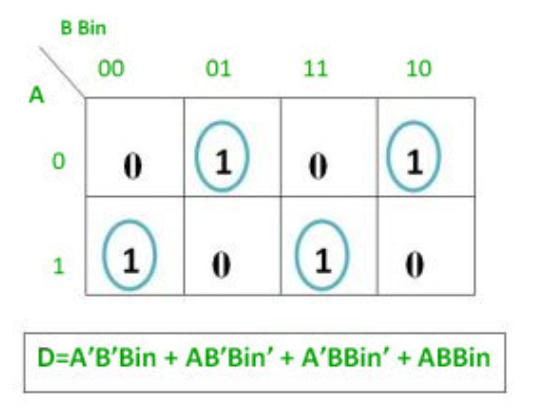 B Bin
00 01 11 10
A
0 0 1 0 1
1 1 0 1 0
D=A′B′Bin + AB′Bin′ + A′BBin′ + ABBin